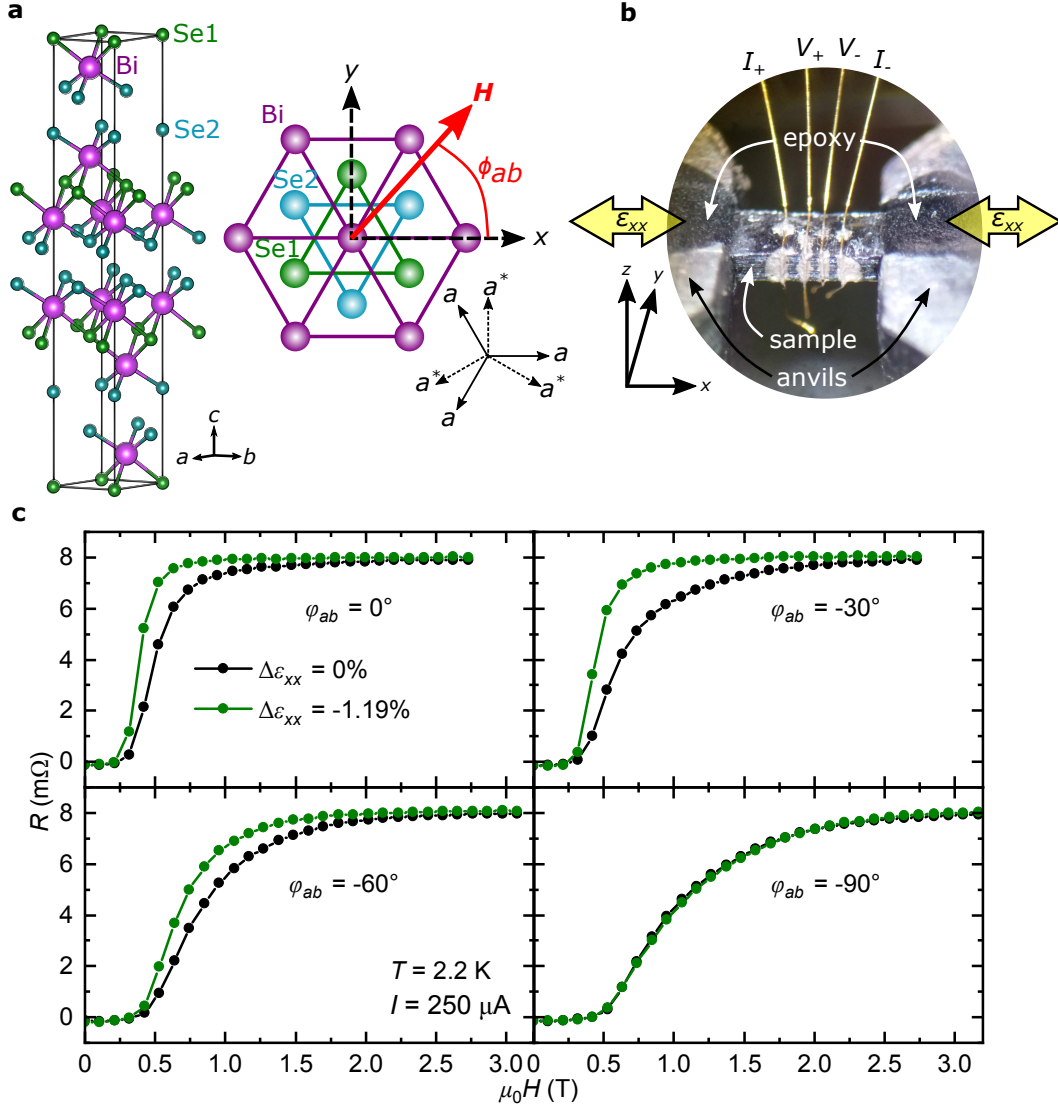 a
Se1
Bi
Se2
c
a
b
y
H
Bi
ϕab
Se2
x
Se1
a
a*
a
a*
a*
a
b
I+
V+
V-
I-
epoxy
εxx
εxx
z
y
sample
anvils
x
c
8
6
4
2
0
φab = 0°
Δεxx = 0%
Δεxx = -1.19%
φab = -30°
8
6
4
2
0
φab = -60°
T = 2.2 K
I = 250 μA
φab = -90°
R (mΩ)
0 0.5 1.0 1.5 2.0 2.5 3.0 0 0.5 1.0 1.5 2.0 2.5 3.0
μ0H (T)